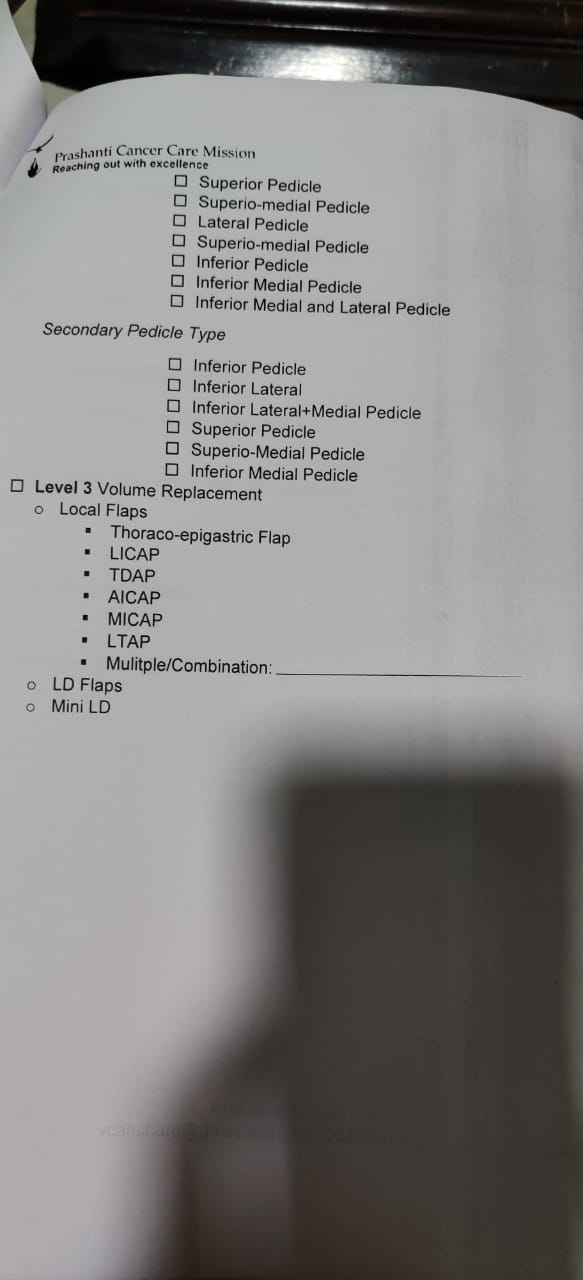 Prashanti Cancer Care Mission
Reaching out with excellence
☐ Superior Pedicle
☐ Superio-medial Pedicle
☐ Lateral Pedicle
☐ Superio-medial Pedicle
☐ Inferior Pedicle
☐ Inferior Medial Pedicle
☐ Inferior Medial and Lateral Pedicle
Secondary Pedicle Type
☐ Inferior Pedicle
☐ Inferior Lateral
☐ Inferior Lateral+Medial Pedicle
☐ Superior Pedicle
☐ Superio-Medial Pedicle
☐ Inferior Medial Pedicle
☐ Level 3 Volume Replacement
o Local Flaps
▪ Thoraco-epigastric Flap
▪ LICAP
▪ TDAP
▪ AICAP
▪ MICAP
▪ LTAP
▪ Mulitple/Combination: ____________________
o LD Flaps
o Mini LD